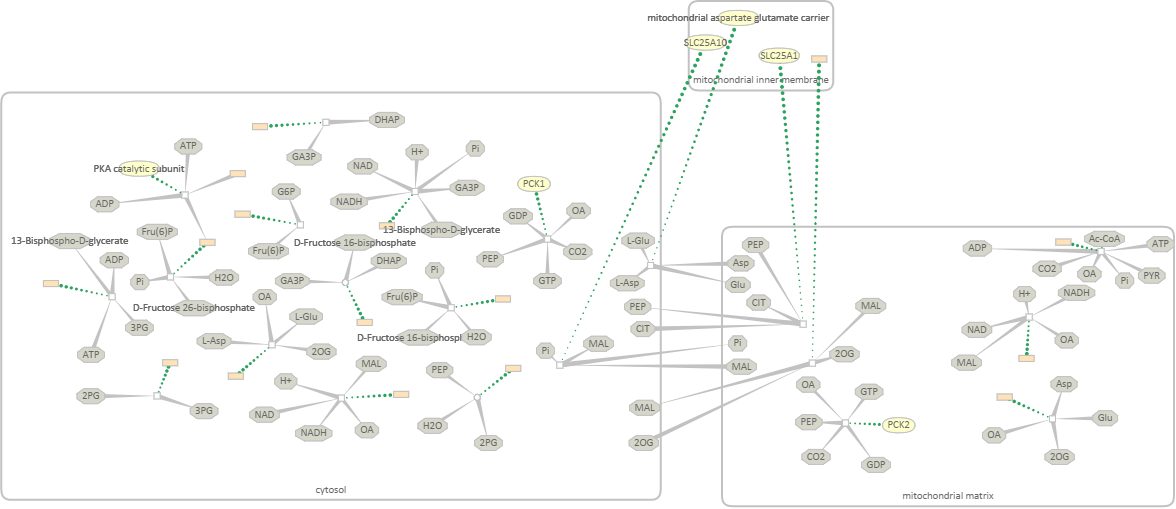 mitochondrial aspartate glutamate carrier
SLC25A10
SLC25A1
mitochondrial inner membrane
DHAP
GA3P
ATP
PKA catalytic subunit
ADP
H+
Pi
NAD
GA3P
NADH
13-Bisphospho-D-glycerate
G6P
Fru(6)P
PCK1
GDP
OA
PEP
CO2
GTP
13-Bisphospho-D-glycerate
ADP
3PG
ATP
Fru(6)P
Pi
H2O
D-Fructose 26-bisphosphate
D-Fructose 16-bisphosphate
GA3P
DHAP
OA
L-Glu
L-Asp
2OG
Pi
Fru(6)P
D-Fructose 16-bisphospl
H2O
2PG
3PG
H+
MAL
NAD
NADH
OA
PEP
H2O
2PG
cytosol
L-Glu
L-Asp
Asp
Glu
PEP
CIT
PEP
CIT
Pi
MAL
Pi
MAL
MAL
2OG
MAL
2OG
OA
GTP
PEP
PCK2
CO2
GDP
ADP
Ac-CoA
ATP
CO2
OA
Pi
PYR
H+
NADH
NAD
OA
MAL
Asp
Glu
OA
2OG
mitochondrial matrix